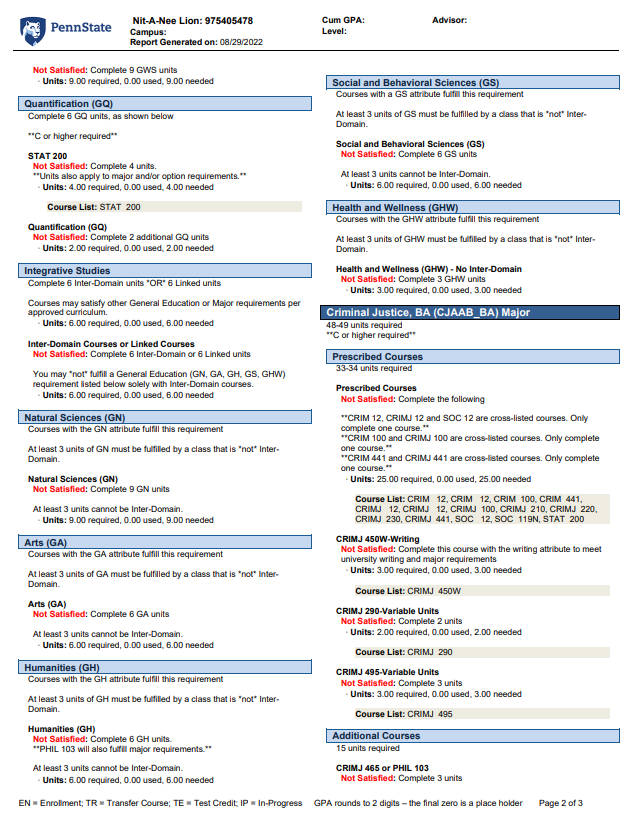 PennState
Nit-A-Nee Lion: 975405478
Campus:
Report Generated on: 08/29/2022
Cum GPA:
Level:
Advisor:
Not Satisfied: Complete 9 GWS units
· Units: 9.00 required, 0.00 used, 9.00 needed
Quantification (GQ)
Complete 6 GQ units, as shown below
**C or higher required**
STAT 200
Not Satisfied: Complete 4 units.
**Units also apply to major and/or option requirements.**
· Units: 4.00 required, 0.00 used, 4.00 needed
Course List: STAT 200
Quantification (GQ)
Not Satisfied: Complete 2 additional GQ units
· Units: 2.00 required, 0.00 used, 2.00 needed
Integrative Studies
Complete 6 Inter-Domain units "OR" 6 Linked units
Courses may satisfy other General Education or Major requirements per
approved curriculum.
· Units: 6.00 required, 0.00 used, 6.00 needed
Inter-Domain Courses or Linked Courses
Not Satisfied: Complete 6 Inter-Domain or 6 Linked units
You may *not* fulfill a General Education (GN, GA, GH, GS, GHW)
requirement listed below solely with Inter-Domain courses.
· Units: 6.00 required, 0.00 used, 6.00 needed
Natural Sciences (GN)
Courses with the GN attribute fulfill this requirement
At least 3 units of GN must be fulfilled by a class that is *not* Inter-
Domain.
Natural Sciences (GN)
Not Satisfied: Complete 9 GN units
At least 3 units cannot be Inter-Domain.
· Units: 9.00 required, 0.00 used, 9.00 needed
Arts (GA)
Courses with the GA attribute fulfill this requirement
At least 3 units of GA must be fulfilled by a class that is *not* Inter-
Domain.
Arts (GA)
Not Satisfied: Complete 6 GA units
At least 3 units cannot be Inter-Domain.
· Units: 6.00 required, 0.00 used, 6.00 needed
Humanities (GH)
Courses with the GH attribute fulfill this requirement
At least 3 units of GH must be fulfilled by a class that is *not* Inter-
Domain.
Humanities (GH)
Not Satisfied: Complete 6 GH units.
**PHIL 103 will also fulfill major requirements.**
At least 3 units cannot be Inter-Domain.
· Units: 6.00 required, 0.00 used, 6.00 needed
Social and Behavioral Sciences (GS)
Courses with a GS attribute fulfill this requirement
At least 3 units of GS must be fulfilled by a class that is *not* Inter-
Domain.
Social and Behavioral Sciences (GS)
Not Satisfied: Complete 6 GS units
At least 3 units cannot be Inter-Domain.
· Units: 6.00 required, 0.00 used, 6.00 needed
Health and Wellness (GHW)
Courses with the GHW attribute fulfill this requirement
At least 3 units of GHW must be fulfilled by a class that is *not* Inter-
Domain.
Health and Wellness (GHW) - No Inter-Domain
Not Satisfied: Complete 3 GHW units
· Units: 3.00 required, 0.00 used, 3.00 needed
Criminal Justice, BA (CJAAB_BA) Major
48-49 units required
**C or higher required**
Prescribed Courses
33-34 units required
Prescribed Courses
Not Satisfied: Complete the following
**CRIM 12, CRIMJ 12 and SOC 12 are cross-listed courses. Only
complete one course.**
**CRIM 100 and CRIMJ 100 are cross-listed courses. Only complete
one course.**
**CRIM 441 and CRIMJ 441 are cross-listed courses. Only complete
one course.**
· Units: 25.00 required, 0.00 used, 25.00 needed
Course List: CRIM 12, CRIM 12, CRIM 100, CRIM 441,
CRIMJ 12, CRIMJ 12, CRIMJ 100, CRIMJ 210, CRIMJ 220,
CRIMJ 230, CRIMJ 441, SOC 12, SOC 119N, STAT 200
CRIMJ 450W-Writing
Not Satisfied: Complete this course with the writing attribute to meet
university writing and major requirements
· Units: 3.00 required, 0.00 used, 3.00 needed
Course List: CRIMJ 450W
CRIMJ 290-Variable Units
Not Satisfied: Complete 2 units
· Units: 2.00 required, 0.00 used, 2.00 needed
Course List: CRIMJ 290
CRIMJ 495-Variable Units
Not Satisfied: Complete 3 units
· Units: 3.00 required, 0.00 used, 3.00 needed
Course List: CRIMJ 495
Additional Courses
15 units required
CRIMJ 465 or PHIL 103
Not Satisfied: Complete 3 units
EN = Enrollment; TR = Transfer Course; TE = Test Credit; IP = In-Progress GPA rounds to 2 digits – the final zero is a place holder Page 2 of 3